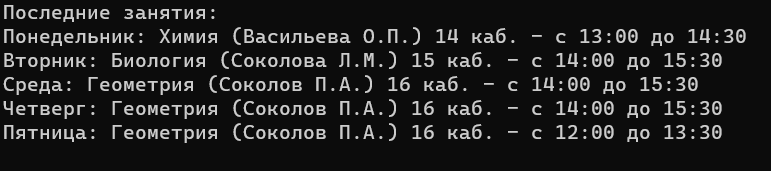 Последние занятия:
Понедельник: Химия (Васильева О.П.) 14 каб. - с 13:00 до 14:30
Вторник: Биология (Соколова Л.М.) 15 каб. - с 14:00 до 15:30
Среда: Геометрия (Соколов П.А.) 16 каб. - с 14:00 до 15:30
Четверг: Геометрия (Соколов П.А.) 16 каб. - с 14:00 до 15:30
Пятница: Геометрия (Соколов П.А.) 16 каб. - с 12:00 до 13:30